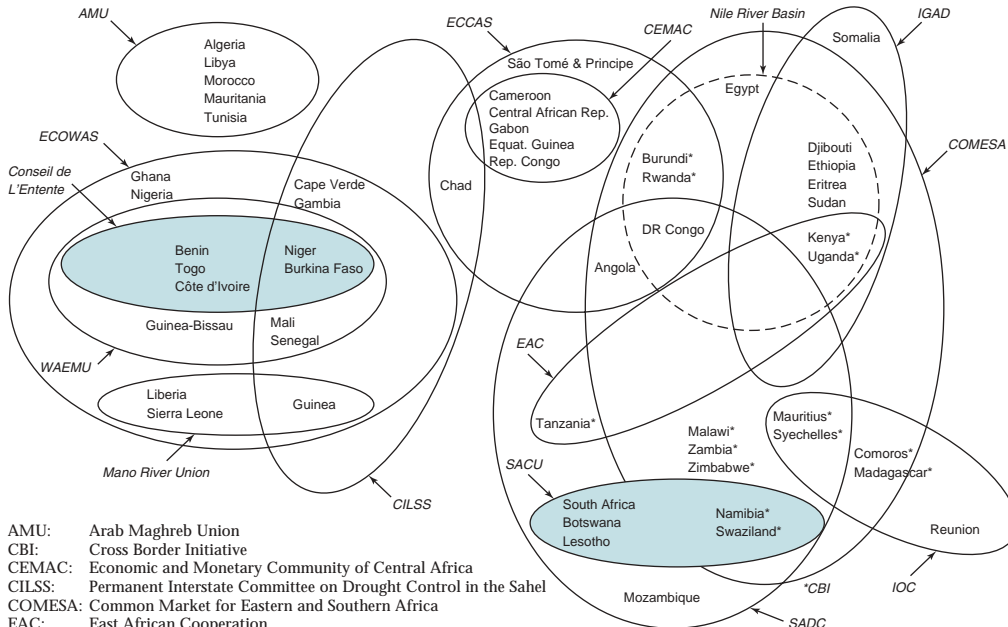 AMU
Algeria
Libya
Morocco
Mauritania
Tunisia
ECOWAS
Conseil de
L'Entente
Ghana
Nigeria
Cape Verde
Gambia
Benin
Togo
Côte d'Ivoire
Niger
Burkina Faso
Guinea-Bissau
Mali
Senegal
WAEMU
Liberia
Sierra Leone
Guinea
Mano River Union
CILSS
ECCAS
CEMAC
São Tomé & Principe
Cameroon
Central African Rep.
Gabon
Equat. Guinea
Rep. Congo
Chad
Nile River Basin
IGAD
Somalia
Egypt
COMESA
Burundi*
Rwanda*
Djibouti
Ethiopia
Eritrea
Sudan
DR Congo
Kenya*
Uganda*
Angola
EAC
Tanzania*
Malawi*
Zambia*
Zimbabwe*
Mauritius*
Syechelles*
Comoros*
Madagascar*
SACU
South Africa
Botswana
Lesotho
Namibia*
Swaziland*
Reunion
*CBI
IOC
Mozambique
SADC
AMU: Arab Maghreb Union
CBI: Cross Border Initiative
CEMAC: Economic and Monetary Community of Central Africa
CILSS: Permanent Interstate Committee on Drought Control in the Sahel
COMESA: Common Market for Eastern and Southern Africa
EAC: East African Cooperation